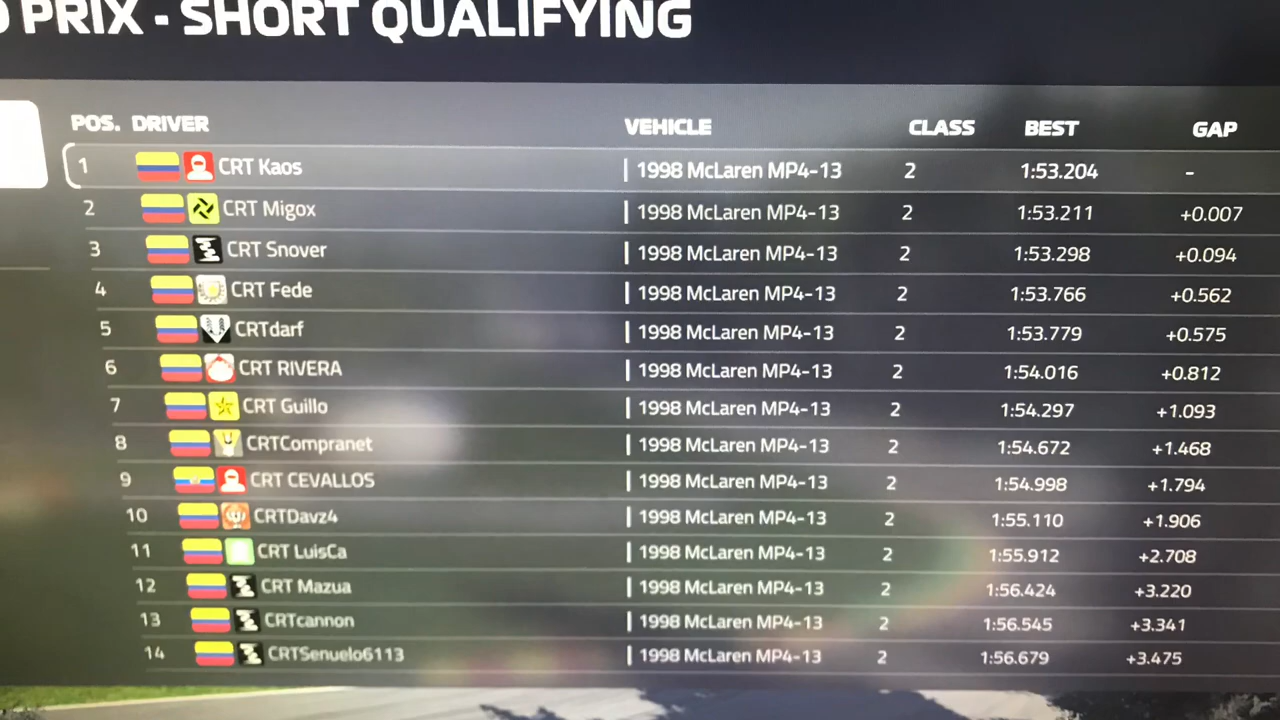 PRIX - SHORT QUALIFYING
POS. DRIVER VEHICLE CLASS BEST GAP
1 CRT Kaos 1998 McLaren MP4-13 2 1:53.204 -
2 CRT Migox 1998 McLaren MP4-13 2 1:53.211 +0.007
3 CRT Snover 1998 McLaren MP4-13 2 1:53.298 +0.094
4 CRT Fede 1998 McLaren MP4-13 2 1:53.766 +0.562
5 CRTdarf 1998 McLaren MP4-13 2 1:53.779 +0.575
6 CRT RIVERA 1998 McLaren MP4-13 2 1:54.016 +0.812
7 CRT Guillo 1998 McLaren MP4-13 2 1:54.297 +1.093
8 CRTCompranet 1998 McLaren MP4-13 2 1:54.672 +1.468
9 CRT CEVALLOS 1998 McLaren MP4-13 2 1:54.998 +1.794
10 CRTDavz4 1998 McLaren MP4-13 2 1:55.110 +1.906
11 CRT LuisCa 1998 McLaren MP4-13 2 1:55.912 +2.708
12 CRT Mazua 1998 McLaren MP4-13 2 1:56.424 +3.220
13 CRTcannon 1998 McLaren MP4-13 2 1:56.545 +3.341
14 CRTSenuelo6113 1998 McLaren MP4-13 2 1:56.679 +3.475